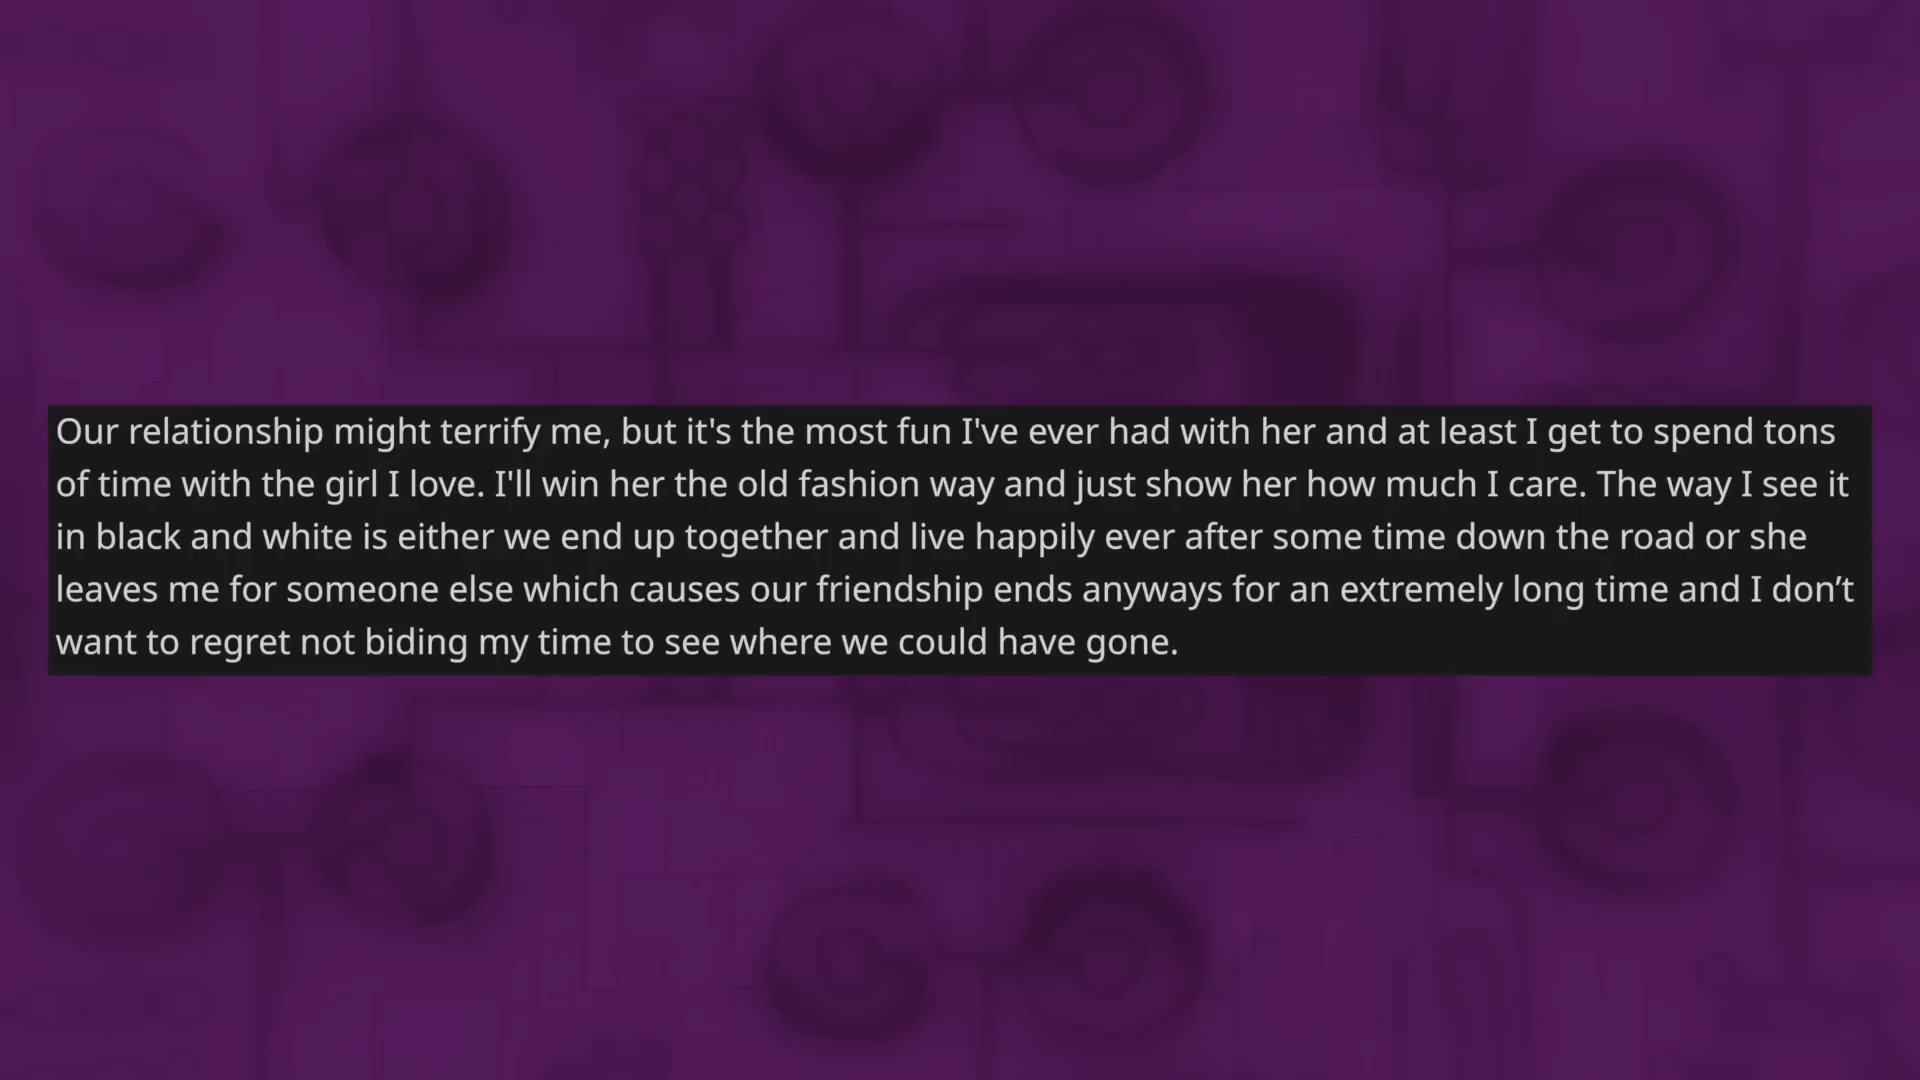 Our relationship might terrify me, but it's the most fun I've ever had with her and at least I get to spend tons
of time with the girl I love. I'll win her the old fashion way and just show her how much I care. The way I see it
in black and white is either we end up together and live happily ever after some time down the road or she
leaves me for someone else which causes our friendship ends anyways for an extremely long time and I don’t
want to regret not biding my time to see where we could have gone.